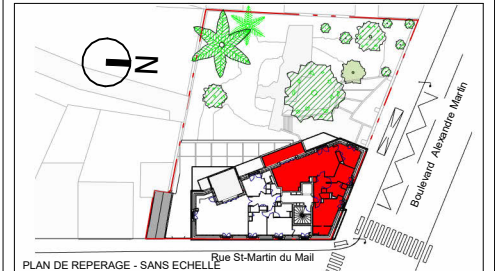 N
Boulevard Alexandre Martin
Rue St-Martin du Mail
PLAN DE REPERAGE - SANS ECHELLE